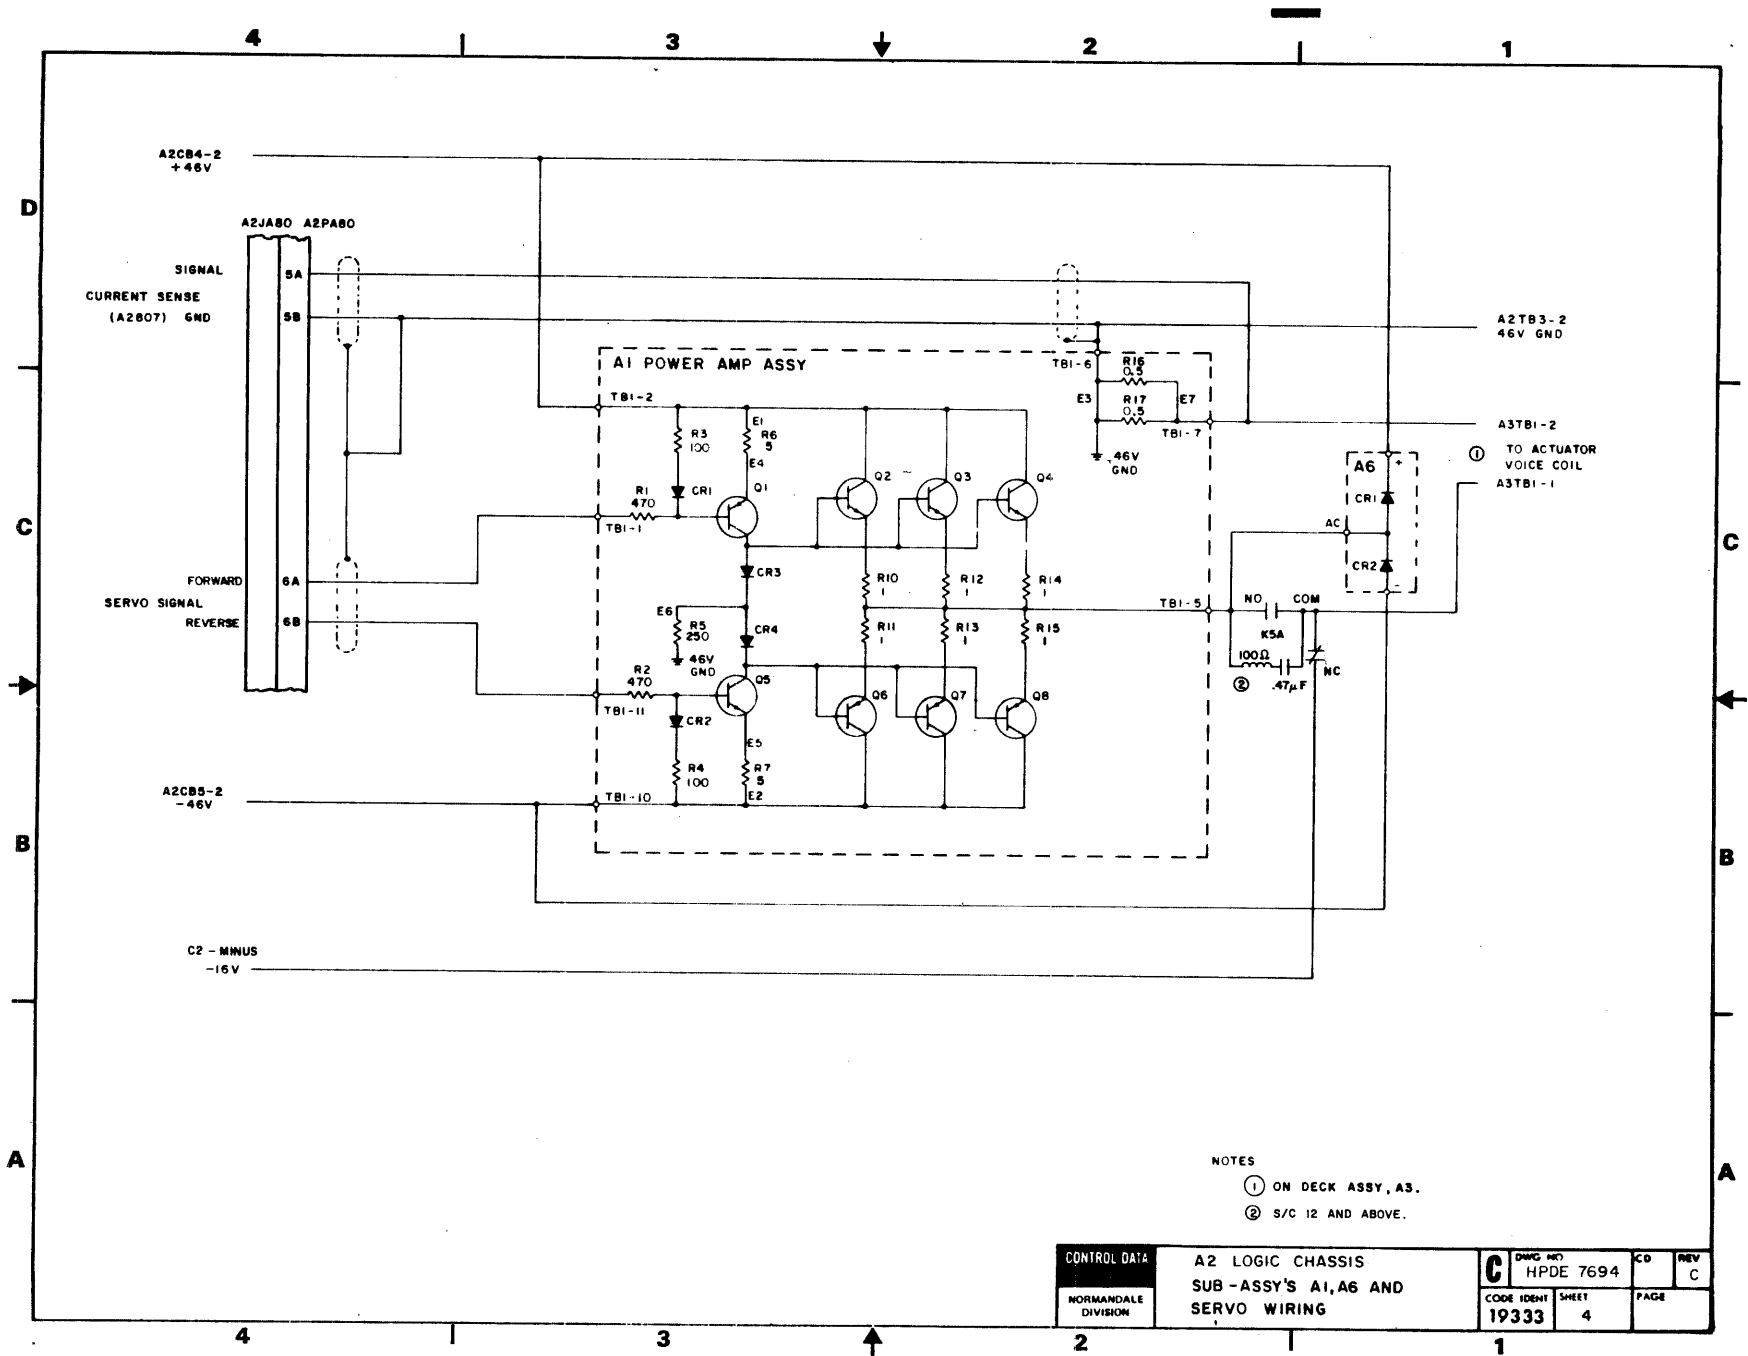 4 3 2 1
A2CB4-2
+46V
D
A2JA80 A2PA80
SIGNAL 5A
CURRENT SENSE
(A2807) GND 5B
A2TB3-2
46V GND
A1 POWER AMP ASSY
TB1-6
R16
0.5
E3
R17
0.5
E7
TB1-7
46V
GND
A3TB1-2
① TO ACTUATOR
VOICE COIL
A3TB1-1
TB1-2
R3
100
E1
R6
5
E4
CR1
Q1
Q2
Q3
Q4
R1
470
TB1-1
A6
+
CR1
AC
CR2
-
C
C
FORWARD 6A
SERVO SIGNAL
REVERSE 6B
CR3
E6
R5
250
46V
GND
CR4
R10
1
R12
1
R14
1
R11
1
R13
1
R15
1
TB1-5
NO
COM
K5A
100Ω
②
.47µF
NC
R2
470
TB1-11
Q5
CR2
Q6
Q7
Q8
E5
R4
100
R7
5
E2
A2CB5-2
-46V
TB1-10
B
B
C2-MINUS
-16V
A
A
NOTES
① ON DECK ASSY, A3.
② S/C 12 AND ABOVE.
CONTROL DATA
NORMANDALE
DIVISION
A2 LOGIC CHASSIS
SUB-ASSY'S A1, A6 AND
SERVO WIRING
C
DWG NO
HPDE 7694
CD
REV
C
CODE IDENT
19333
SHEET
4
PAGE
4 3 2 1